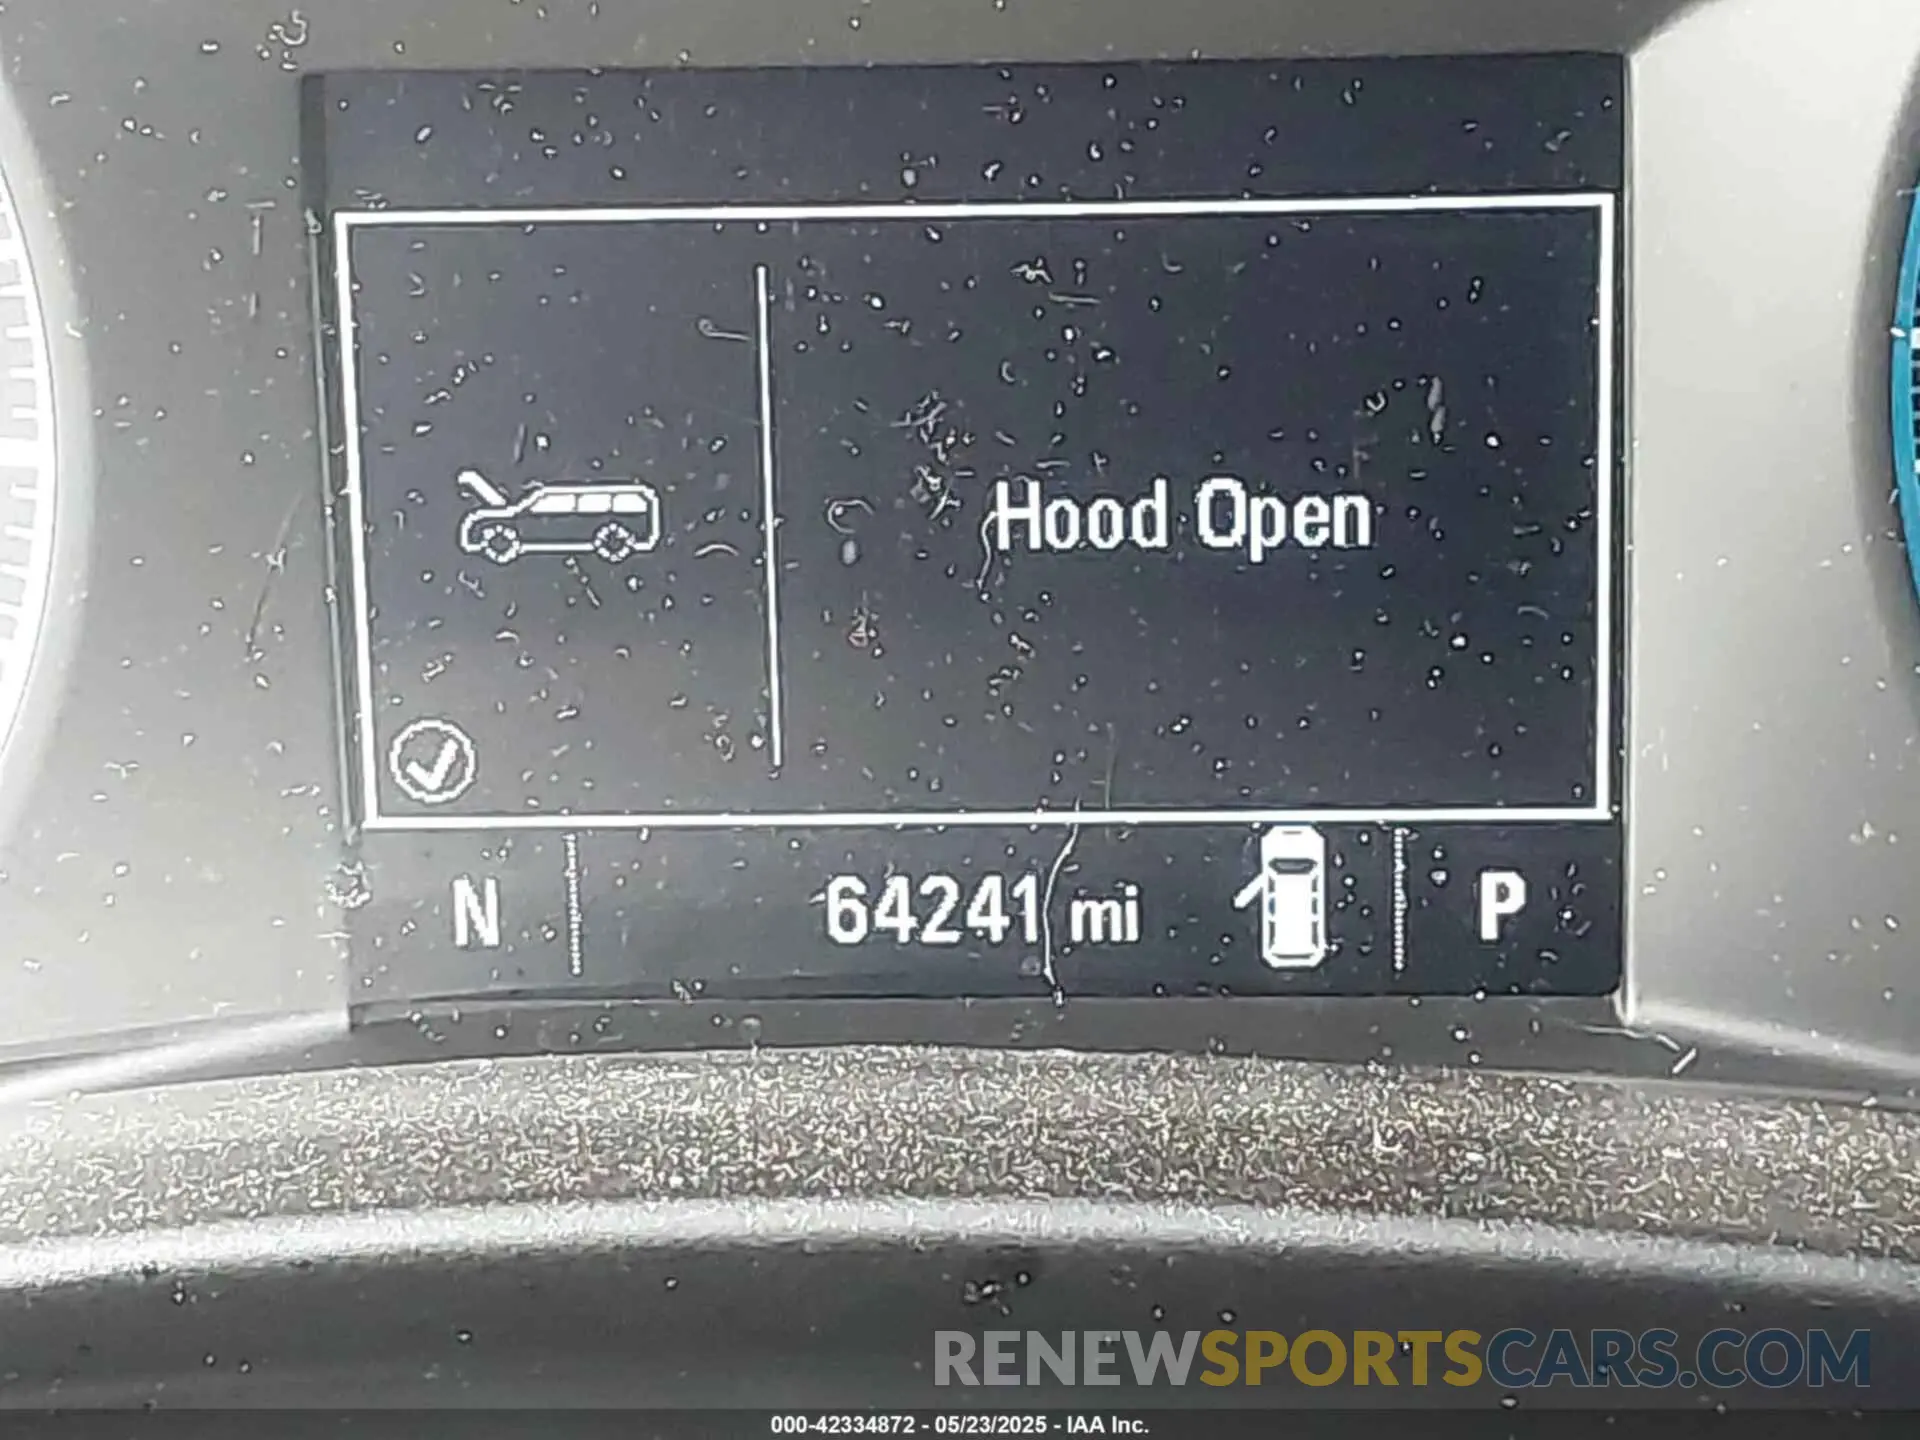 Hood Open
N 64241 mi P
RENEWSPORTSCARS.COM
000-42334872 - 05/23/2025 - IAA Inc.